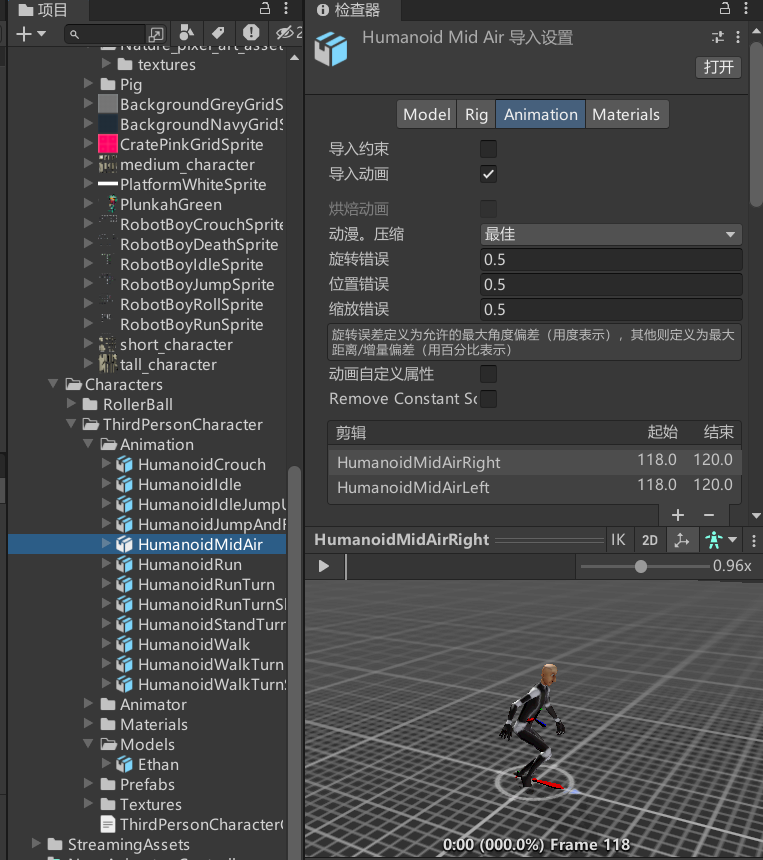 项目
2
Nature_pixel_art_asset
textures
Pig
BackgroundGreyGridS
BackgroundNavyGridS
CratePinkGridSprite
medium_character
PlatformWhiteSprite
PlunkahGreen
RobotBoyCrouchSprite
RobotBoyDeathSprite
RobotBoyIdleSprite
RobotBoyJumpSprite
RobotBoyRollSprite
RobotBoyRunSprite
short_character
tall_character
Characters
RollerBall
ThirdPersonCharacter
Animation
HumanoidCrouch
HumanoidIdle
HumanoidIdleJumpU
HumanoidJumpAndF
HumanoidMidAir
HumanoidRun
HumanoidRunTurn
HumanoidRunTurnSl
HumanoidStandTurn
HumanoidWalk
HumanoidWalkTurn
HumanoidWalkTurnS
Animator
Materials
Models
Ethan
Prefabs
Textures
ThirdPersonCharacterG
StreamingAssets
检查器
Humanoid Mid Air 导入设置
打开
Model Rig Animation Materials
导入约束
导入动画
烘焙动画
动漫。压缩 最佳
旋转错误 0.5
位置错误 0.5
缩放错误 0.5
旋转误差定义为允许的最大角度偏差（用度表示），其他则定义为最大
距离/增量偏差（用百分比表示）
动画自定义属性
Remove Constant Sc
剪辑 起始 结束
HumanoidMidAirRight 118.0 120.0
HumanoidMidAirLeft 118.0 120.0
HumanoidMidAirRight IK 2D
0.96x
0:00 (000.0%) Frame 118